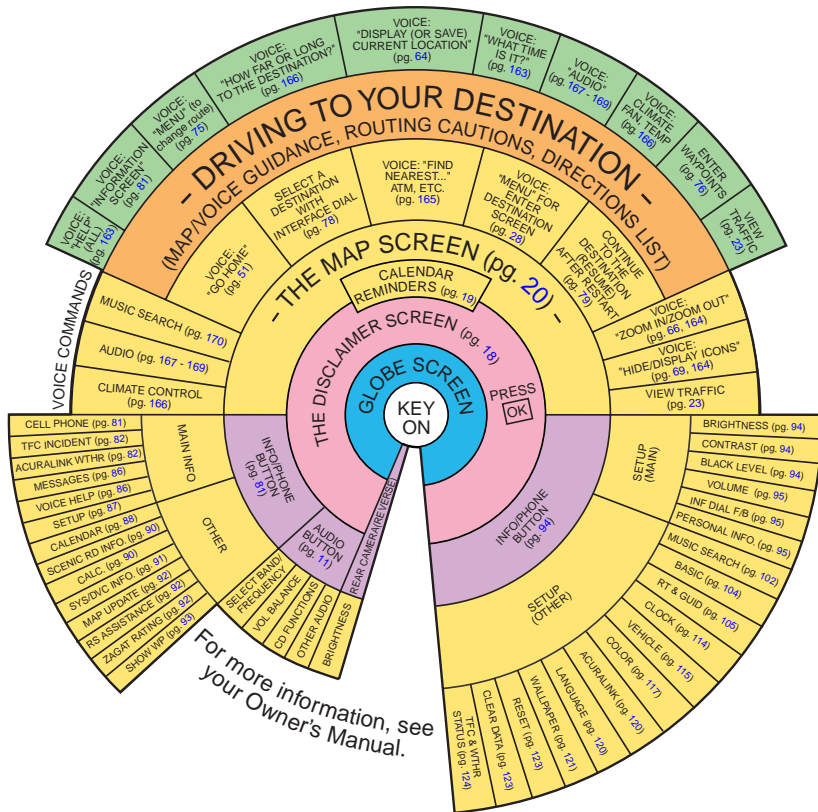 VOICE:
"HELP"
(ALL)
(pg. 163)
VOICE:
"INFORMATION
SCREEN"
(pg. 81)
VOICE:
"MENU" (to
change route)
(pg. 75)
VOICE:
"HOW FAR OR LONG
TO THE DESTINATION?"
(pg. 166)
VOICE:
"DISPLAY (OR SAVE)
CURRENT LOCATION"
(pg. 64)
VOICE:
"WHAT TIME
IS IT?"
(pg. 163)
VOICE:
"AUDIO"
(pg. 167 - 169)
VOICE:
CLIMATE
FAN, TEMP
(pg. 166)
ENTER
WAYPOINTS
(pg. 76)
VIEW
TRAFFIC
(pg. 23)
- DRIVING TO YOUR DESTINATION -
(MAP/VOICE GUIDANCE, ROUTING CAUTIONS, DIRECTIONS LIST)
VOICE:
"GO HOME"
(pg. 51)
SELECT A
DESTINATION
WITH
INTERFACE DIAL
(pg. 78)
VOICE: "FIND
NEAREST..."
ATM, ETC.
(pg. 165)
VOICE:
"MENU" FOR
ENTER
DESTINATION
SCREEN
(pg. 28)
CONTINUE
TO THE
DESTINATION
(RESUME)
AFTER RESTART
(pg. 79)
- THE MAP SCREEN (pg. 20) -
CALENDAR
REMINDERS (pg. 19)
THE DISCLAIMER SCREEN (pg. 18)
PRESS
OK
GLOBE SCREEN
KEY
ON
VOICE COMMANDS
MUSIC SEARCH (pg. 170)
AUDIO (pg. 167 - 169)
CLIMATE CONTROL
(pg. 166)
VOICE:
"ZOOM IN/ZOOM OUT"
(pg. 66, 164)
VOICE:
"HIDE/DISPLAY ICONS"
(pg. 69, 164)
VIEW TRAFFIC
(pg. 23)
CELL PHONE (pg. 81)
TFC INCIDENT (pg. 82)
ACURALINK WTHR (pg. 82)
MESSAGES (pg. 86)
VOICE HELP (pg. 86)
SETUP (pg. 87)
CALENDAR (pg. 88)
SCENIC RD INFO. (pg. 90)
CALC. (pg. 90)
SYS/DVC INFO. (pg. 91)
MAP UPDATE (pg. 92)
RS ASSISTANCE (pg. 92)
ZAGAT RATING (pg. 92)
SHOW WP (pg. 93)
MAIN INFO
OTHER
INFO/PHONE
BUTTON
(pg. 81)
AUDIO
BUTTON
(pg. 11)
REAR CAMERA(REVERSE)
SELECT BAND/
FREQUENCY
VOL BALANCE
CD FUNCTIONS
OTHER AUDIO
BRIGHTNESS
For more information, see
your Owner's Manual.
INFO/PHONE
BUTTON
(pg. 94)
SETUP
(MAIN)
SETUP
(OTHER)
BRIGHTNESS (pg. 94)
CONTRAST (pg. 94)
BLACK LEVEL (pg. 94)
VOLUME (pg. 95)
INF DIAL F/B (pg. 95)
PERSONAL INFO. (pg. 95)
MUSIC SEARCH (pg. 102)
BASIC (pg. 104)
RT & GUID (pg. 105)
CLOCK (pg. 114)
VEHICLE (pg. 115)
COLOR (pg. 117)
ACURALINK (pg. 120)
LANGUAGE (pg. 120)
WALLPAPER (pg. 121)
RESET (pg. 123)
CLEAR DATA (pg. 123)
TFC & WTHR
STATUS (pg. 124)